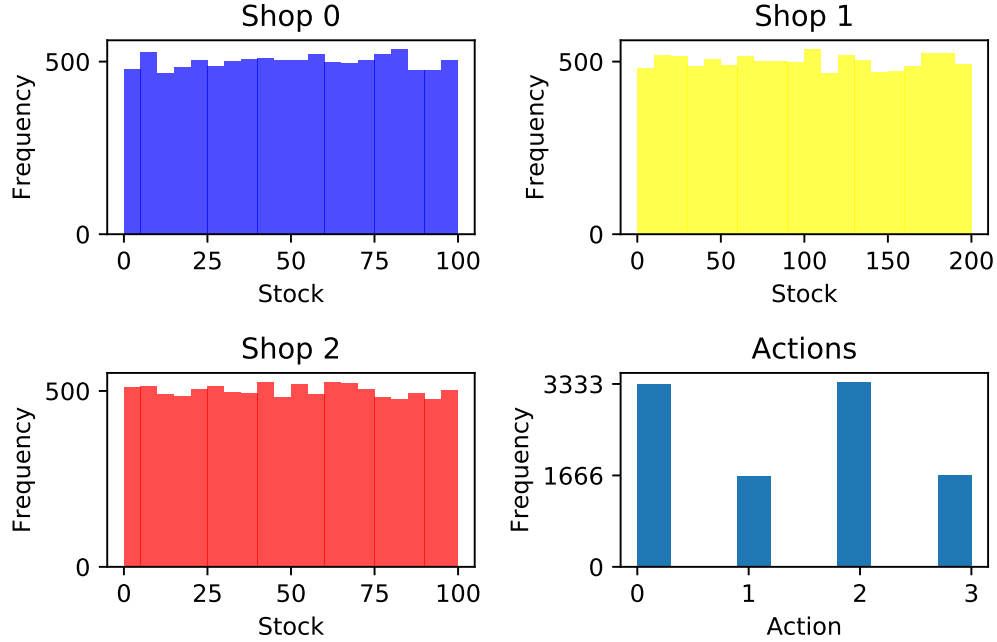 Shop 0
Frequency
500
0
0 25 50 75 100
Stock
Shop 1
Frequency
500
0
0 50 100 150 200
Stock
Shop 2
Frequency
500
0
0 25 50 75 100
Stock
Actions
Frequency
3333
1666
0
0 1 2 3
Action